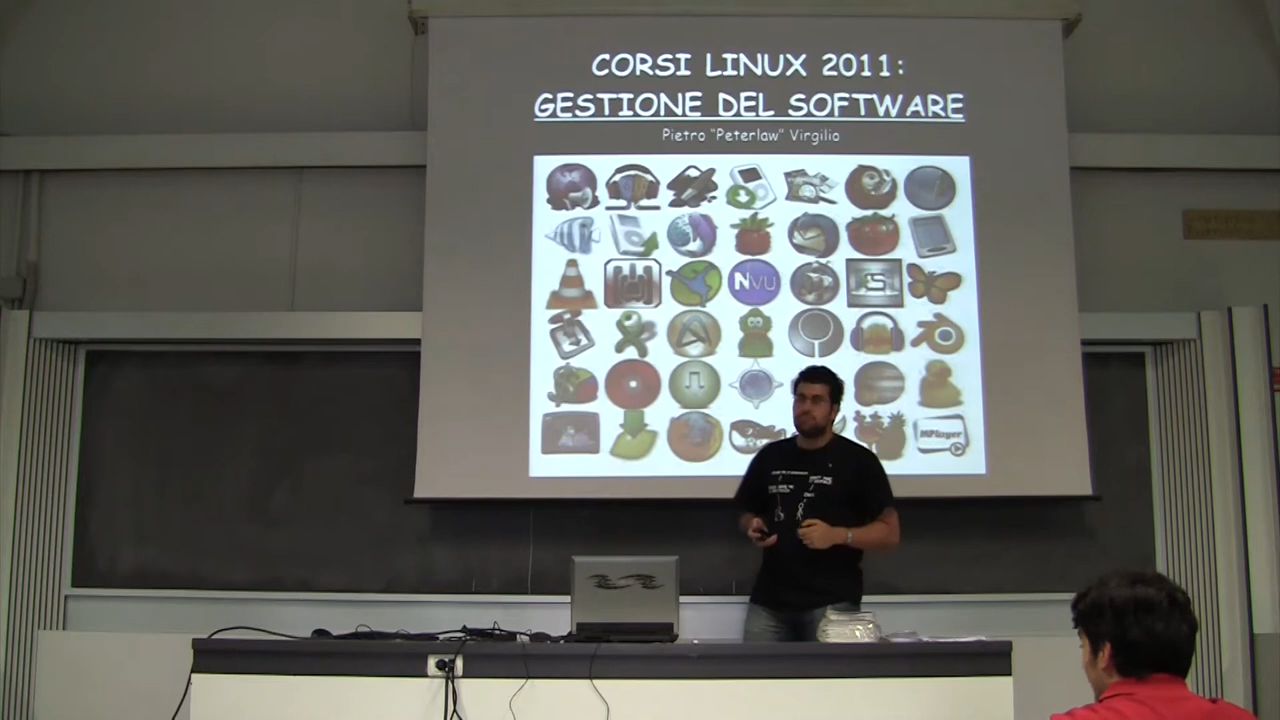 CORSI LINUX 2011:
GESTIONE DEL SOFTWARE
Pietro "Peterlaw" Virgilio
NVU
MPlayer